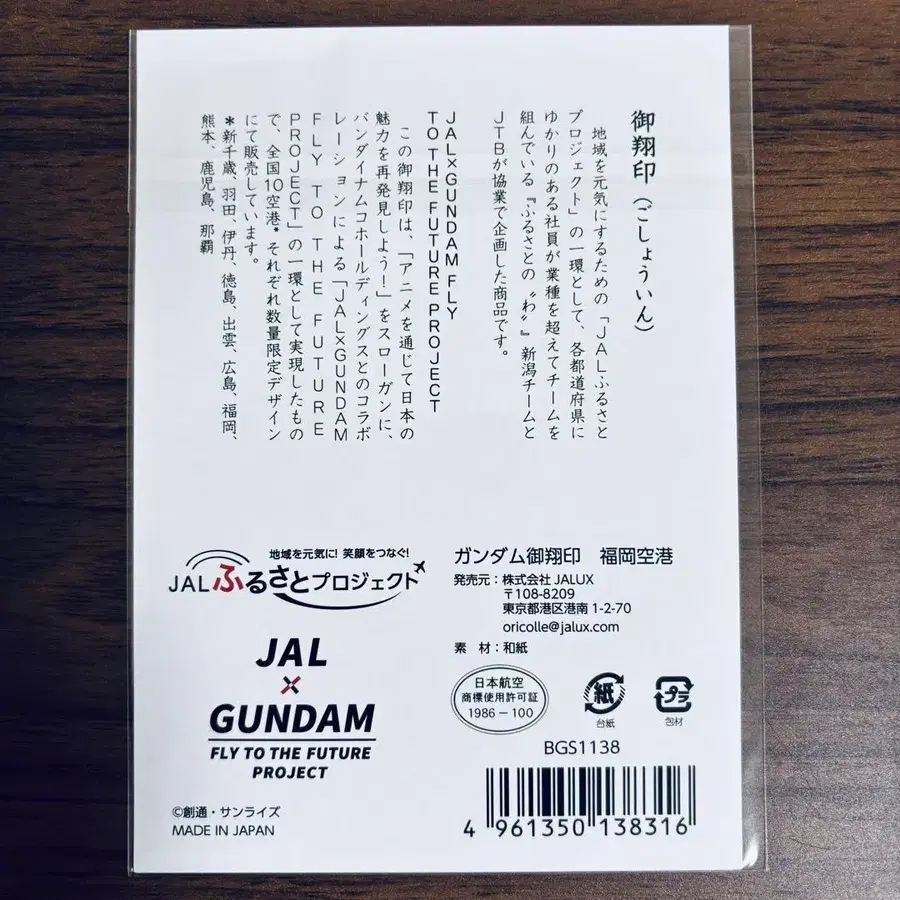 御翔印（ごしょういん）
地域を元気にするための「JALふるさと
プロジェクト」の一環として、各都道府県に
ゆかりのある社員が業種を超えてチームを
組んでいる『ふるさとの〝わ〟』新潟チームと
JTBが協業で企画した商品です。
JAL×GUNDAM FLY
TO THE FUTURE PROJECT
この御翔印は、「アニメを通じて日本の
魅力を再発見しよう！」をスローガンに、
バンダイナムコホールディングスとのコラボ
レーションによる「JAL×GUNDAM
FLY TO THE FUTURE
PROJECT」の一環として実現したもの
で、全国10空港＊それぞれ数量限定デザイン
にて販売しています。
＊新千歳、羽田、伊丹、徳島、出雲、広島、福岡、
熊本、鹿児島、那覇
地域を元気に! 笑顔をつなぐ!
JALふるさとプロジェクト
JAL
×
GUNDAM
FLY TO THE FUTURE
PROJECT
©創通・サンライズ
MADE IN JAPAN
ガンダム御翔印　福岡空港
発売元：株式会社 JALUX
〒108-8209
東京都港区港南 1-2-70
oricolle@jalux.com
素　材：和紙
日本航空
商標使用許可証
1986－100
紙
台紙
プラ
包材
BGS1138
4 961350 138316